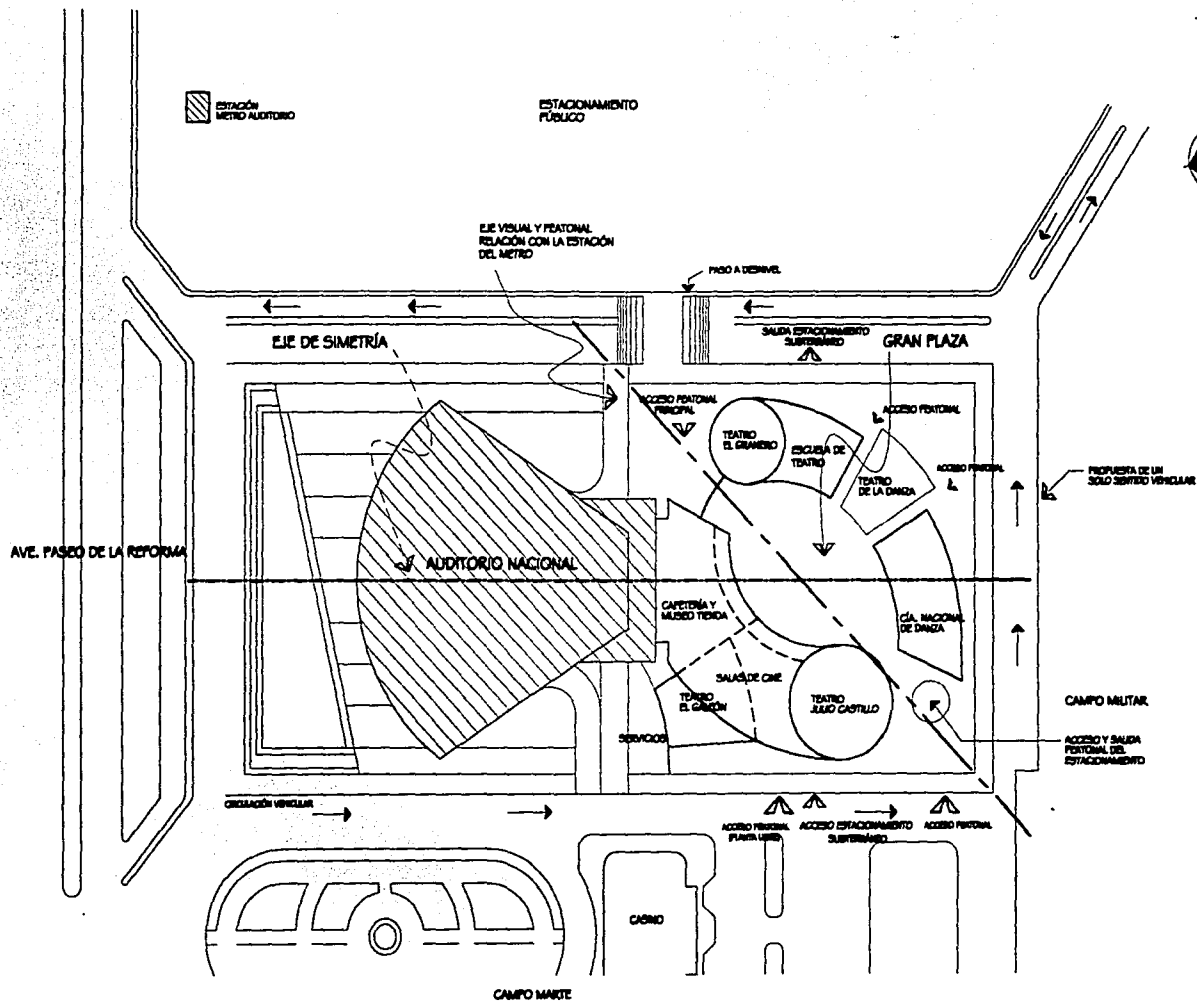 ESTACIÓN
METRO AUDITORIO
ESTACIONAMIENTO
PÚBLICO
EJE VISUAL Y PEATONAL
RELACIÓN CON LA ESTACIÓN
DEL METRO
PASO A DESNIVEL
EJE DE SIMETRÍA
SALIDA ESTACIONAMIENTO
SUBTERRÁNEO
GRAN PLAZA
ACCESO PEATONAL
PRINCIPAL
ACCESO PEATONAL
TEATRO
EL GRANERO
ESCUELA DE
TEATRO
TEATRO
DE LA DANZA
ACCESO PEATONAL
PROPUESTA DE UN
SOLO SENTIDO VEHICULAR
AVE. PASEO DE LA REFORMA
AUDITORIO NACIONAL
CAFETERÍA Y
MUSEO TIENDA
CÍA. NACIONAL
DE DANZA
SALAS DE CINE
TEATRO
EL GALEÓN
TEATRO
JULIO CASTILLO
SERVICIOS
CAMPO MILITAR
ACCESO Y SALIDA
PEATONAL DEL
ESTACIONAMIENTO
CIRCULACIÓN VEHICULAR
ACCESO PEATONAL
ACCESO ESTACIONAMIENTO
SUBTERRÁNEO
ACCESO PEATONAL
CASINO
CAMPO MARTE